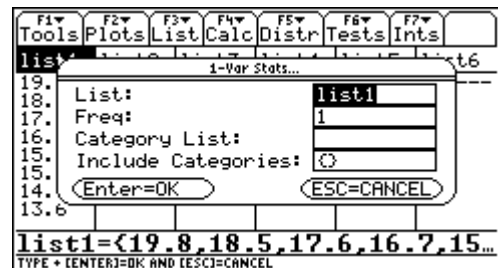 F1 F2 F3 F4 F5 F6 F7
Tools Plots List Calc Distr Tests Ints
1-Var Stats...
t6
19.
18.
17.
16.
15.
15.
14.
13.6
List: list1
Freq: 1
Category List:
Include Categories: {}
Enter=OK ESC=CANCEL
list1={19.8,18.5,17.6,16.7,15…
TYPE + [ENTER]=OK AND [ESC]=CANCEL